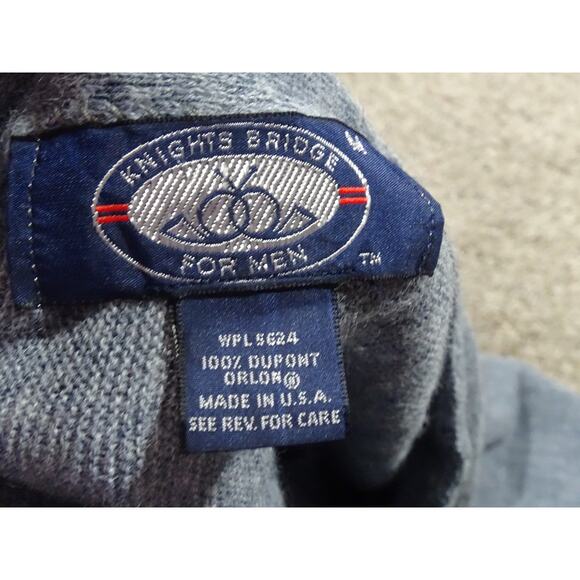 KNIGHTS BRIDGE
FOR MEN
TM
WPL 5624
100% DUPONT
ORLON®
MADE IN U.S.A.
SEE REV. FOR CARE